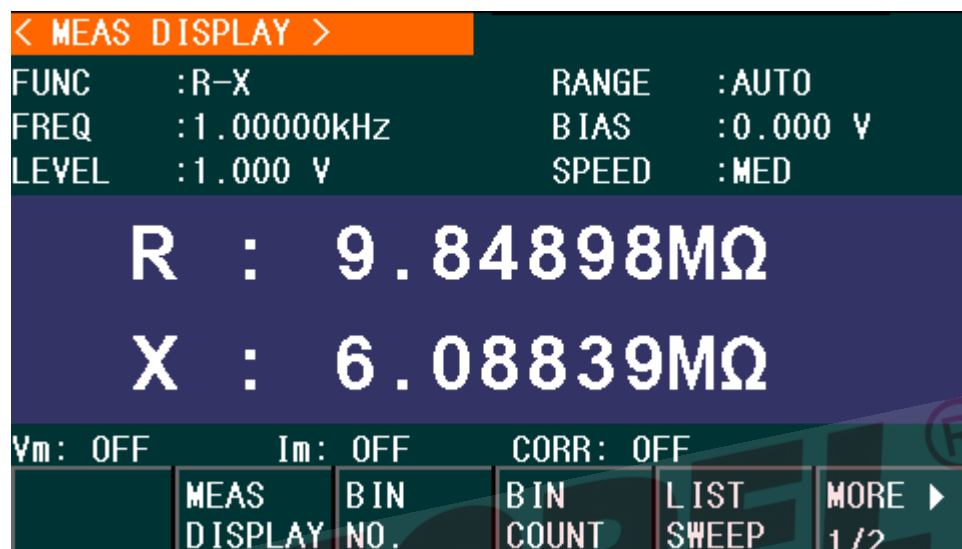 < MEAS DISPLAY >
FUNC :R-X RANGE :AUTO
FREQ :1.00000kHz BIAS :0.000 V
LEVEL :1.000 V SPEED :MED
R : 9.84898MΩ
X : 6.08839MΩ
Vm: OFF Im: OFF CORR: OFF
MEAS BIN BIN LIST MORE ▶
DISPLAY NO. COUNT SWEEP 1/2